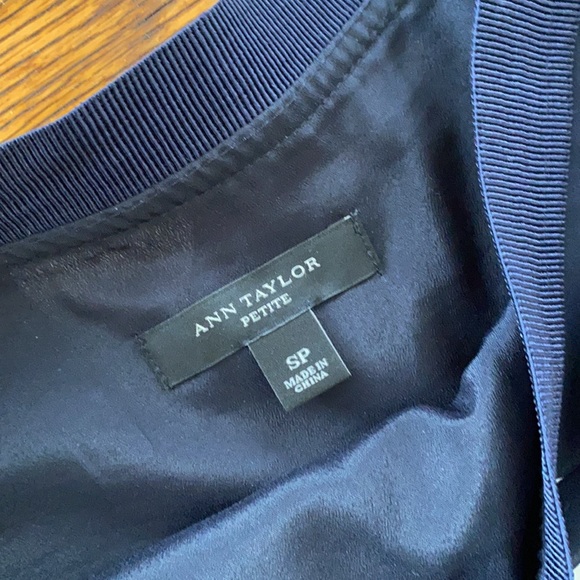 ANN TAYLOR
PETITE
SP
MADE IN
CHINA